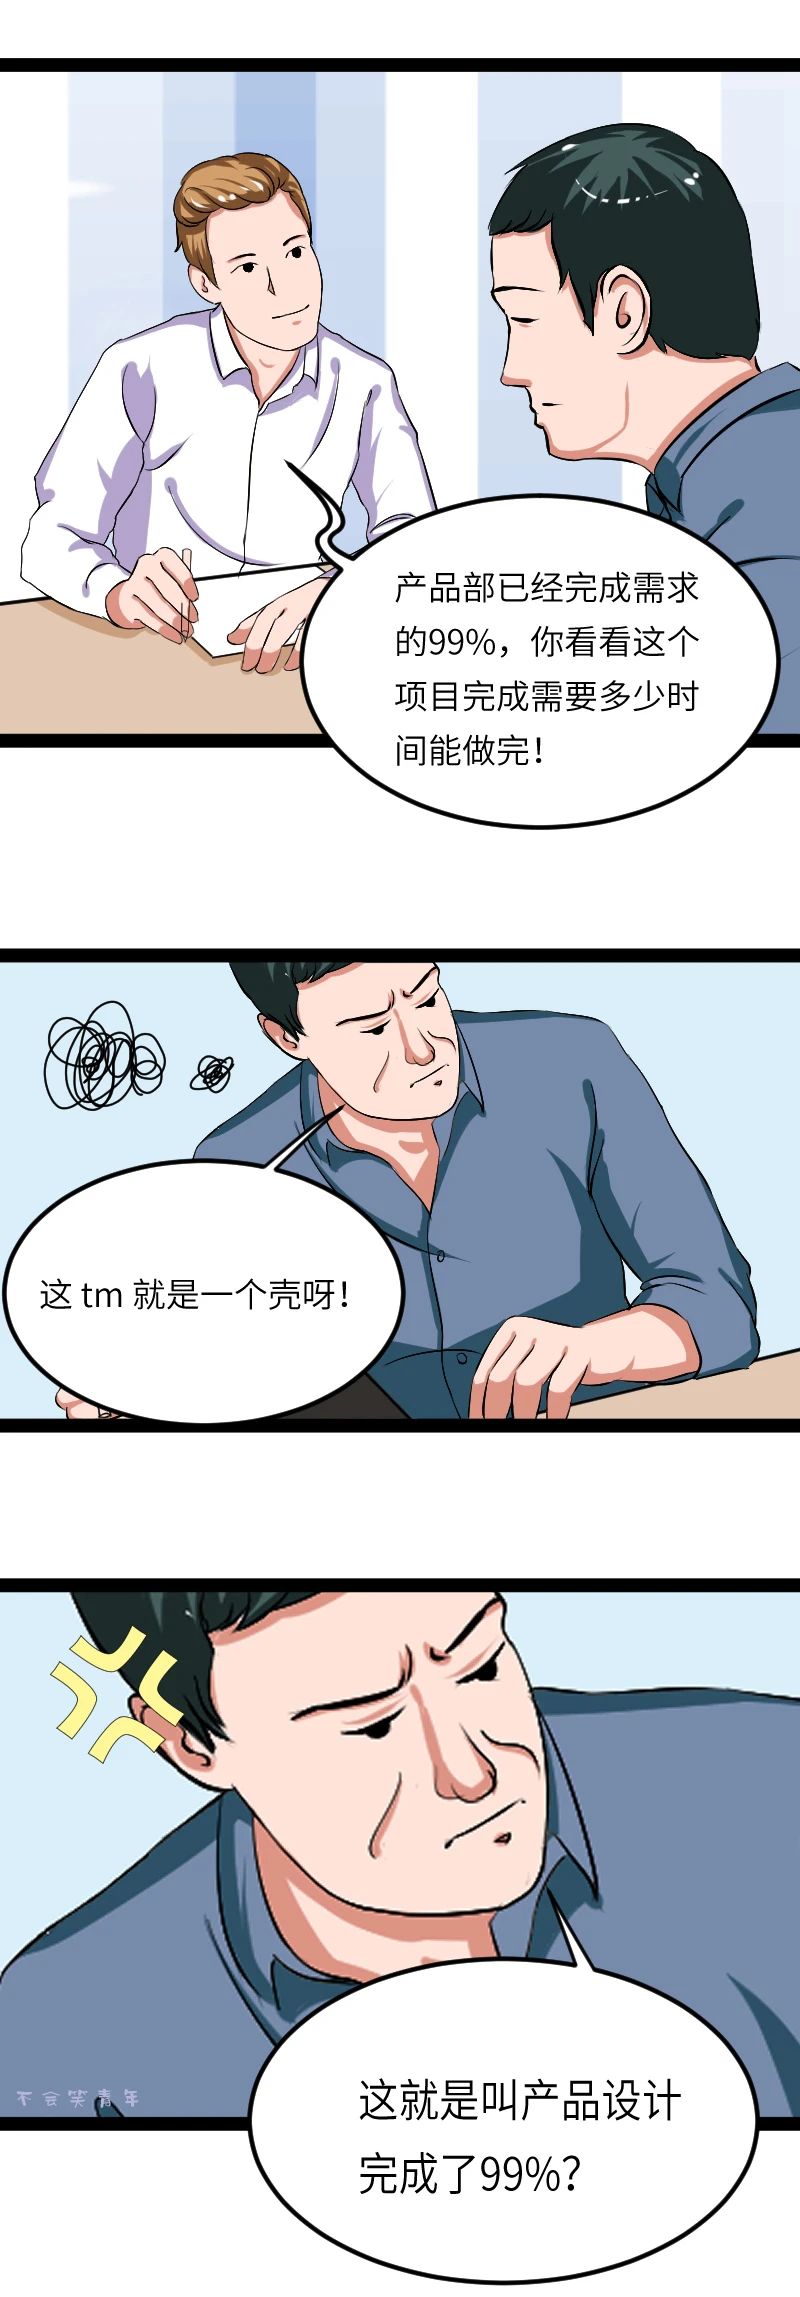 产品部已经完成需求
的99%，你看看这个
项目完成需要多少时
间能做完！
这 tm 就是一个壳呀！
不会笑青年
这就是叫产品设计
完成了99%？